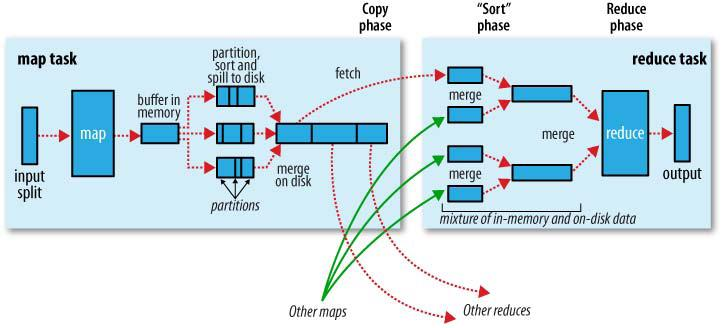 Copy
phase
“Sort”
phase
Reduce
phase
map task
reduce task
partition,
sort and
spill to disk
fetch
buffer in
memory
merge
map
merge
reduce
input
split
merge
on disk
merge
output
partitions
mixture of in-memory and on-disk data
Other maps
Other reduces